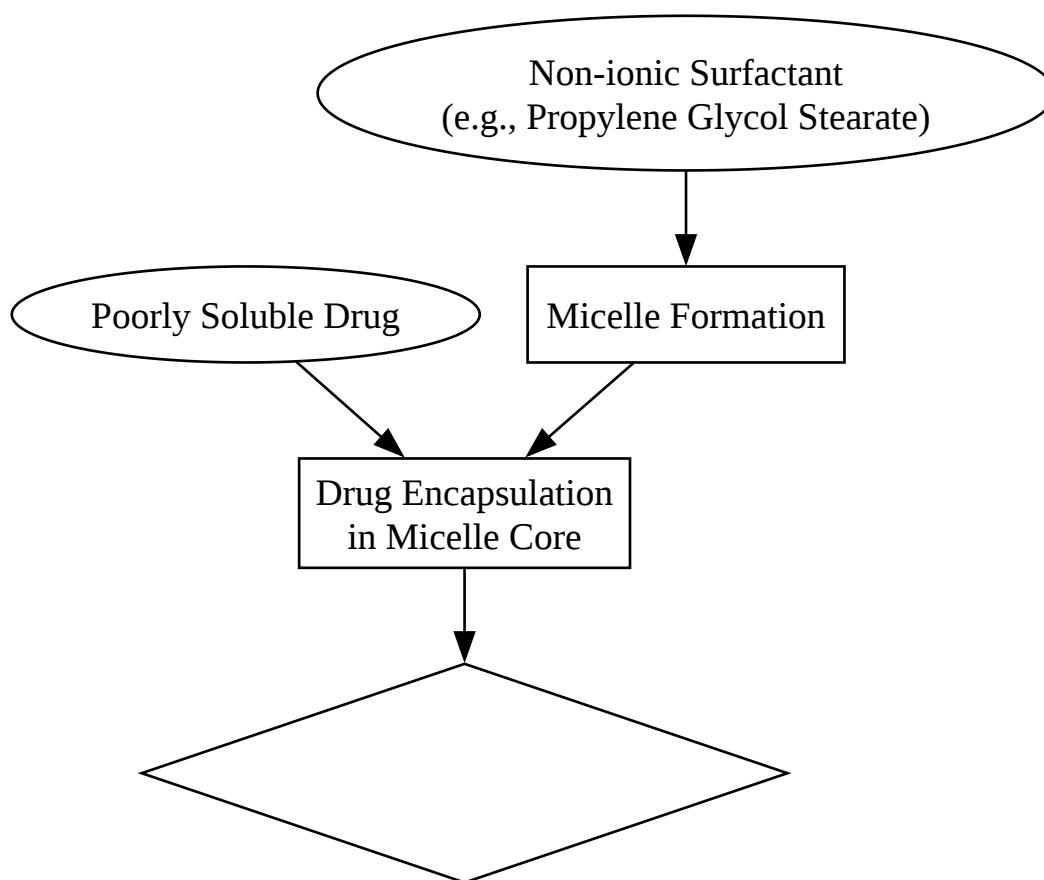 Non-ionic Surfactant
(e.g., Propylene Glycol Stearate)
Poorly Soluble Drug
Micelle Formation
Drug Encapsulation
in Micelle Core